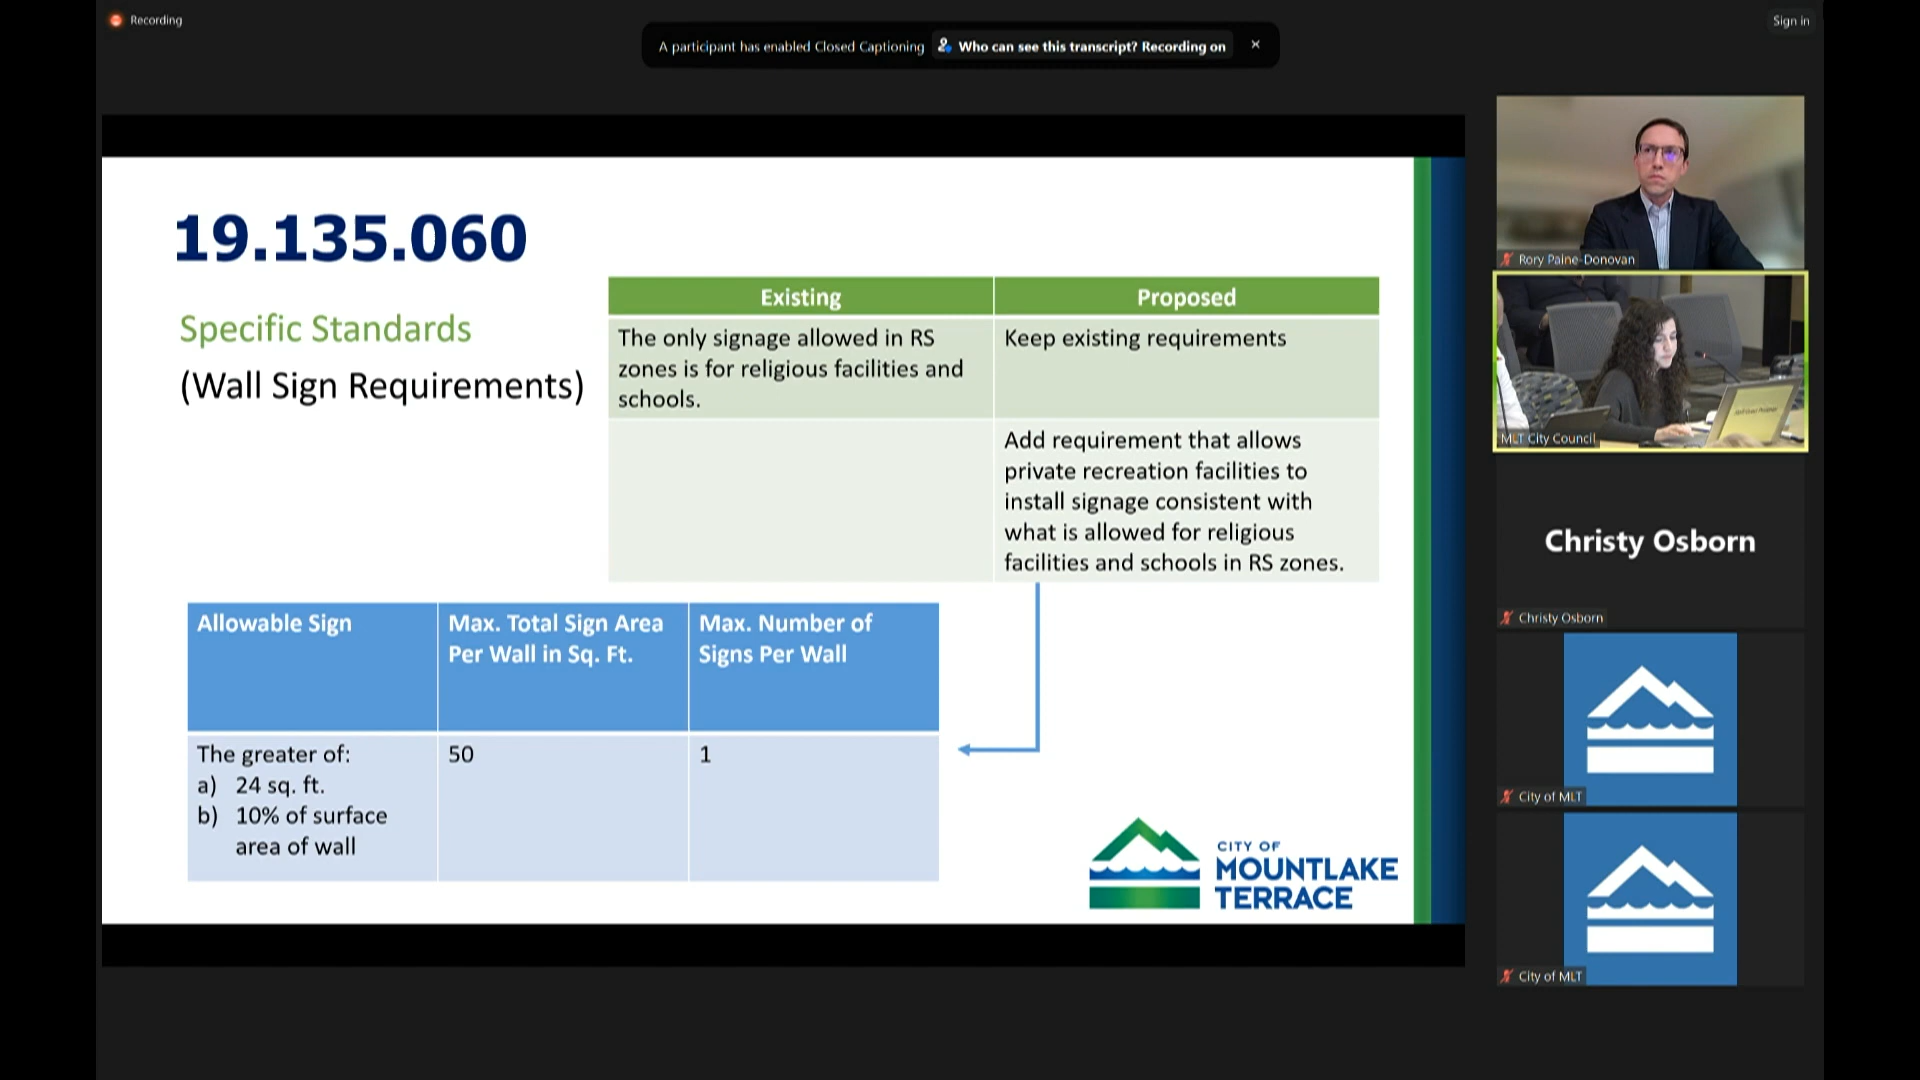 Recording
Sign in
A participant has enabled Closed Captioning Who can see this transcript? Recording on
19.135.060
Specific Standards
(Wall Sign Requirements)
Existing
Proposed
The only signage allowed in RS
zones is for religious facilities and
schools.
Keep existing requirements
Add requirement that allows
private recreation facilities to
install signage consistent with
what is allowed for religious
facilities and schools in RS zones.
Allowable Sign
Max. Total Sign Area
Per Wall in Sq. Ft.
Max. Number of
Signs Per Wall
The greater of:
a) 24 sq. ft.
b) 10% of surface
area of wall
50
1
CITY OF
MOUNTLAKE
TERRACE
Rory Paine-Donovan
MLT City Council
Christy Osborn
Christy Osborn
City of MLT
City of MLT